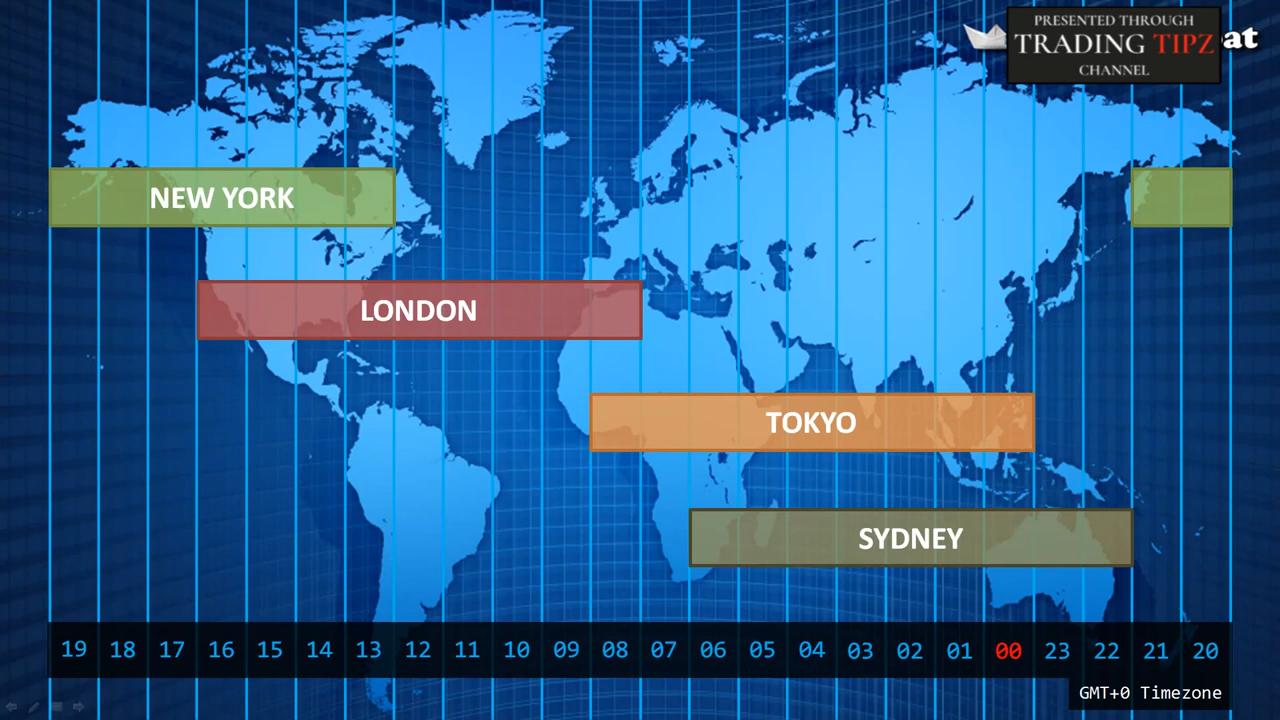 PRESENTED THROUGH
TRADING TIPZ
CHANNEL
at
NEW YORK
LONDON
TOKYO
SYDNEY
19 18 17 16 15 14 13 12 11 10 09 08 07 06 05 04 03 02 01 00 23 22 21 20
GMT+0 Timezone